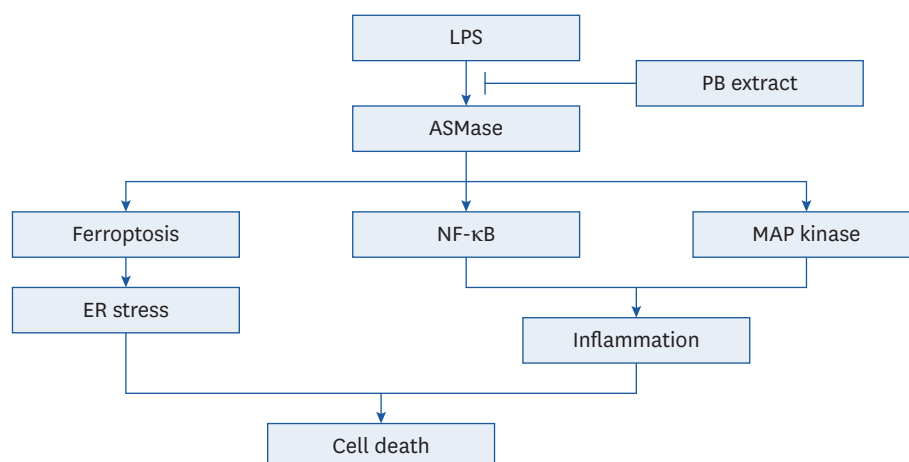 LPS
PB extract
ASMase
Ferroptosis
NF-κB
MAP kinase
ER stress
Inflammation
Cell death